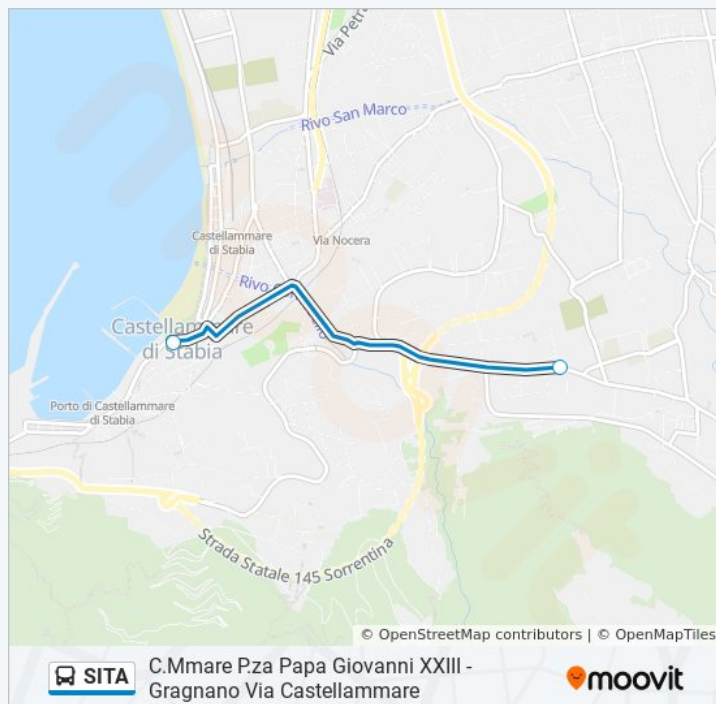 Via Petra
Rivo San Marco
Castellammare
di Stabia
Via Nocera
Rivo
Castellammare
di Stabia
Porto di Castellammare
di Stabia
Strada Statale 145 Sorrentina
© OpenStreetMap contributors | © OpenMapTiles
SITA
C.Mmare P.za Papa Giovanni XXIII -
Gragnano Via Castellammare
moovit